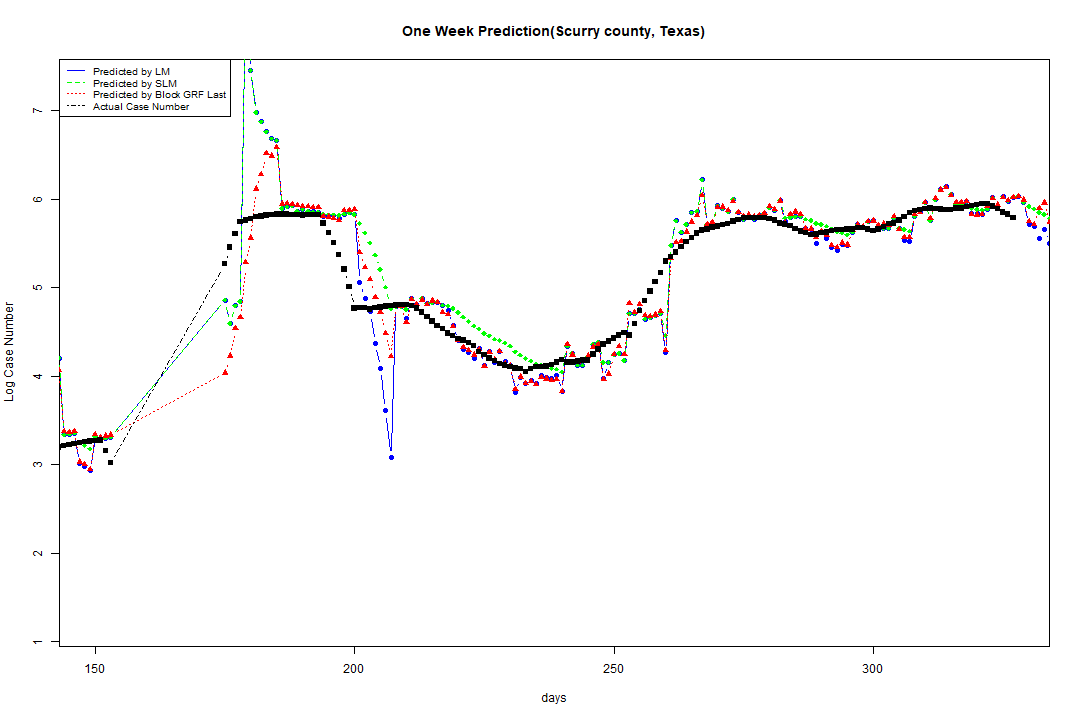 One Week Prediction(Scurry county, Texas)
Predicted by LM
Predicted by SLM
Predicted by Block GRF Last
Actual Case Number
7
6
5
4
3
2
1
Log Case Number
150 200 250 300
days